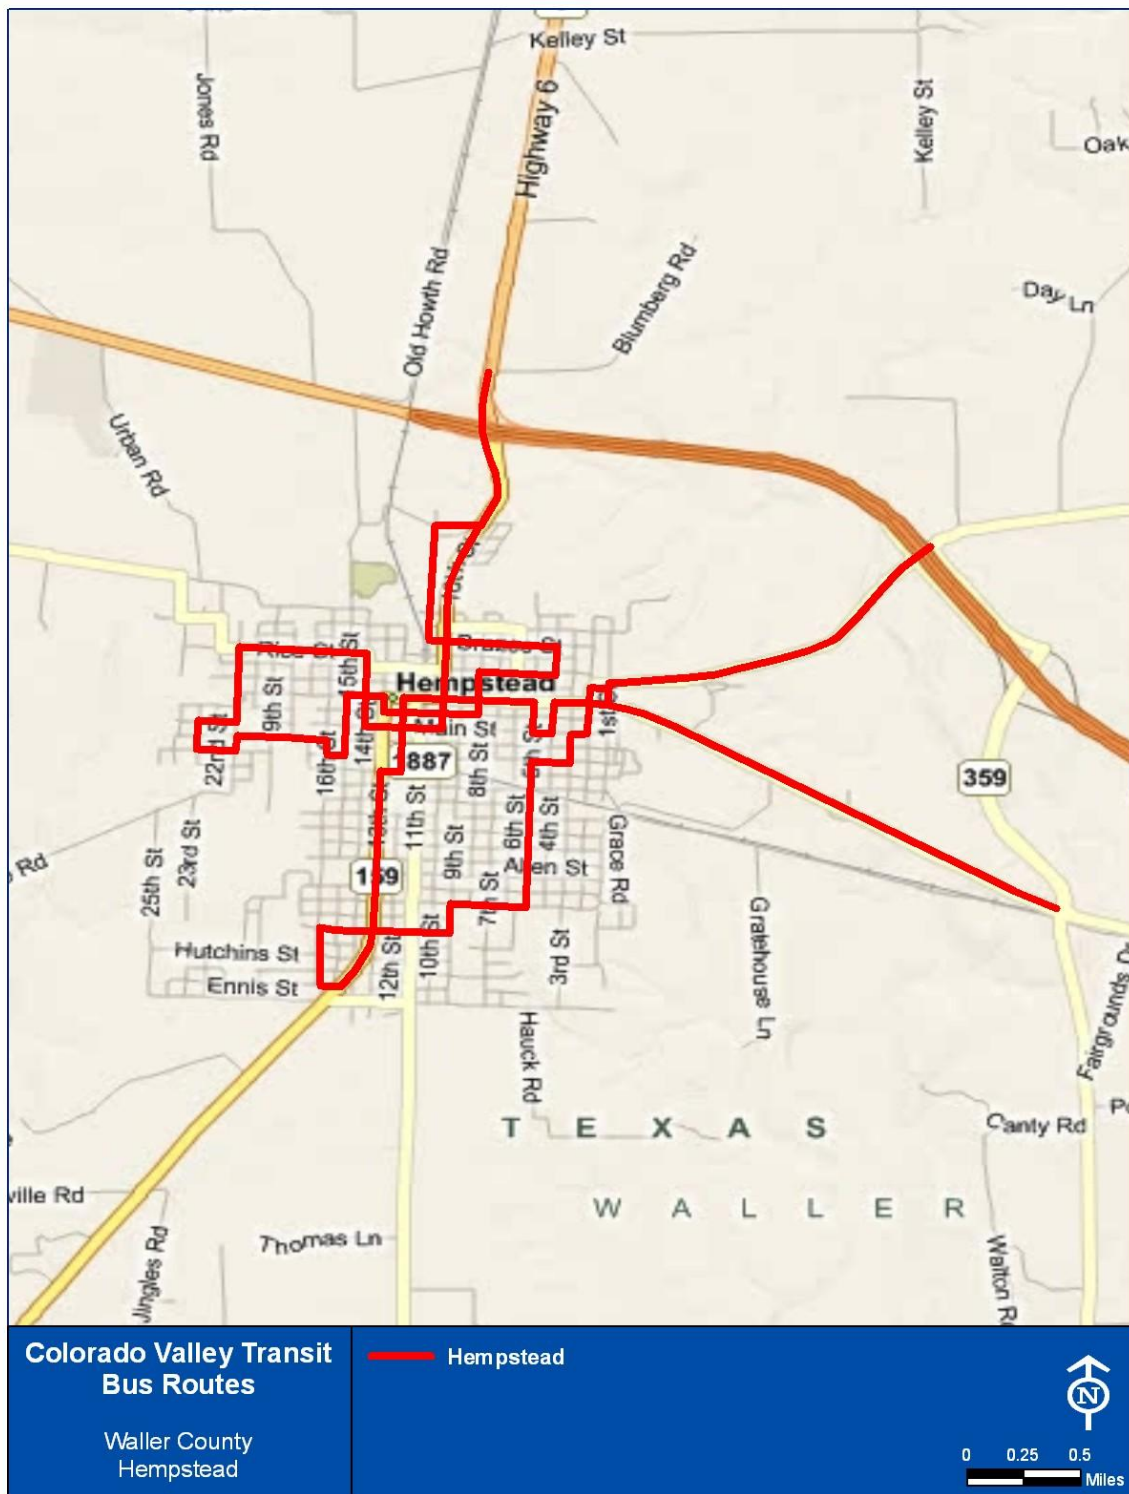 Kelley St
Highway 6
Jones Rd
Kelley St
Oak
Old Howth Rd
Blumberg Rd
Day Ln
Urban Rd
15th St
9th St
Hempstead
1st
22nd St
16th St
14th St
Main St
887
8th St
359
13th St
11th St
6th St
4th St
9th St
Allen St
Grace Rd
23rd St
25th St
Rd
159
7th St
Hutchins St
Ennis St
12th St
10th St
3rd St
Gratehouse Ln
Fairgrounds
Hauck Rd
TEXAS
Canty Rd
WALLER
ville Rd
Thomas Ln
Jingles Rd
Walton
Colorado Valley Transit
Bus Routes
Waller County
Hempstead
Hempstead
N
0 0.25 0.5
Miles